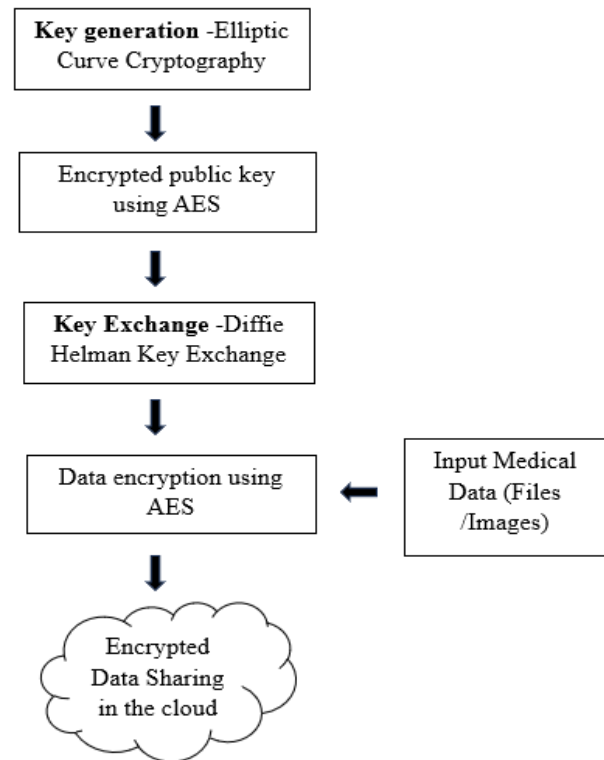 Key generation -Elliptic
Curve Cryptography
Encrypted public key
using AES
Key Exchange -Diffie
Helman Key Exchange
Data encryption using
AES
Input Medical
Data (Files
/Images)
Encrypted
Data Sharing
in the cloud